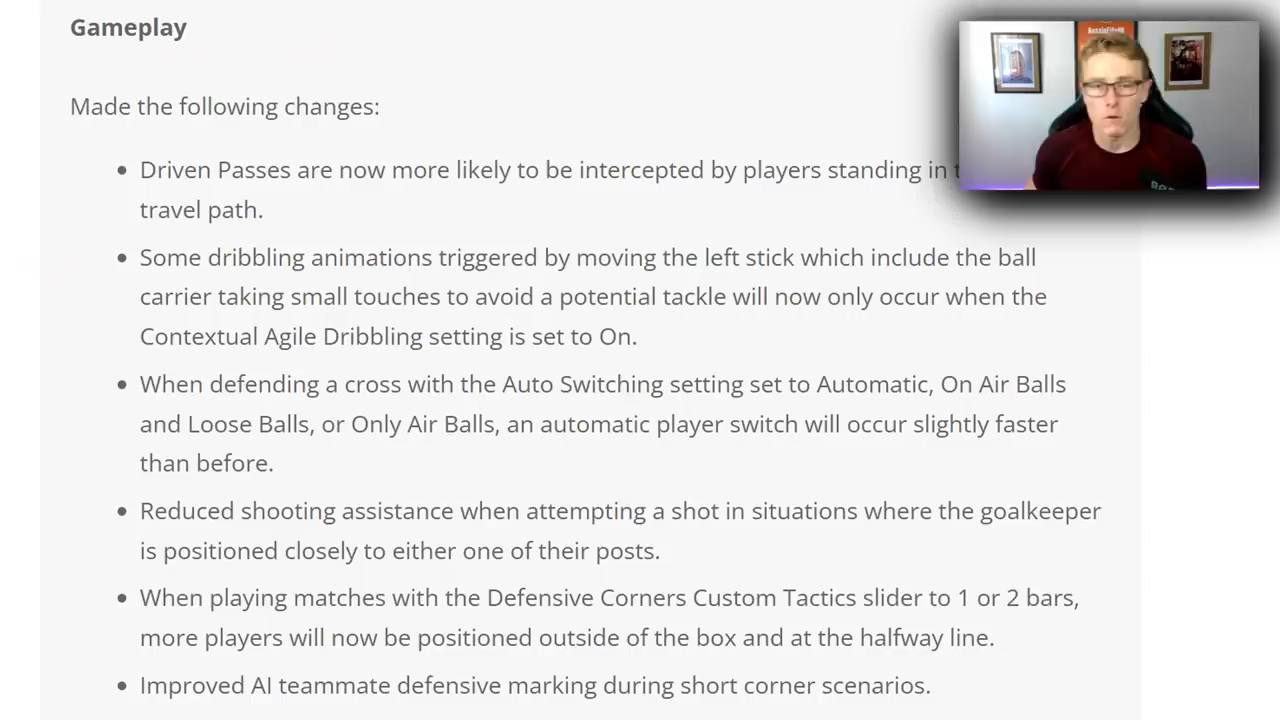 Gameplay
Made the following changes:
• Driven Passes are now more likely to be intercepted by players standing in
travel path.
• Some dribbling animations triggered by moving the left stick which include the ball
carrier taking small touches to avoid a potential tackle will now only occur when the
Contextual Agile Dribbling setting is set to On.
• When defending a cross with the Auto Switching setting set to Automatic, On Air Balls
and Loose Balls, or Only Air Balls, an automatic player switch will occur slightly faster
than before.
• Reduced shooting assistance when attempting a shot in situations where the goalkeeper
is positioned closely to either one of their posts.
• When playing matches with the Defensive Corners Custom Tactics slider to 1 or 2 bars,
more players will now be positioned outside of the box and at the halfway line.
• Improved AI teammate defensive marking during short corner scenarios.